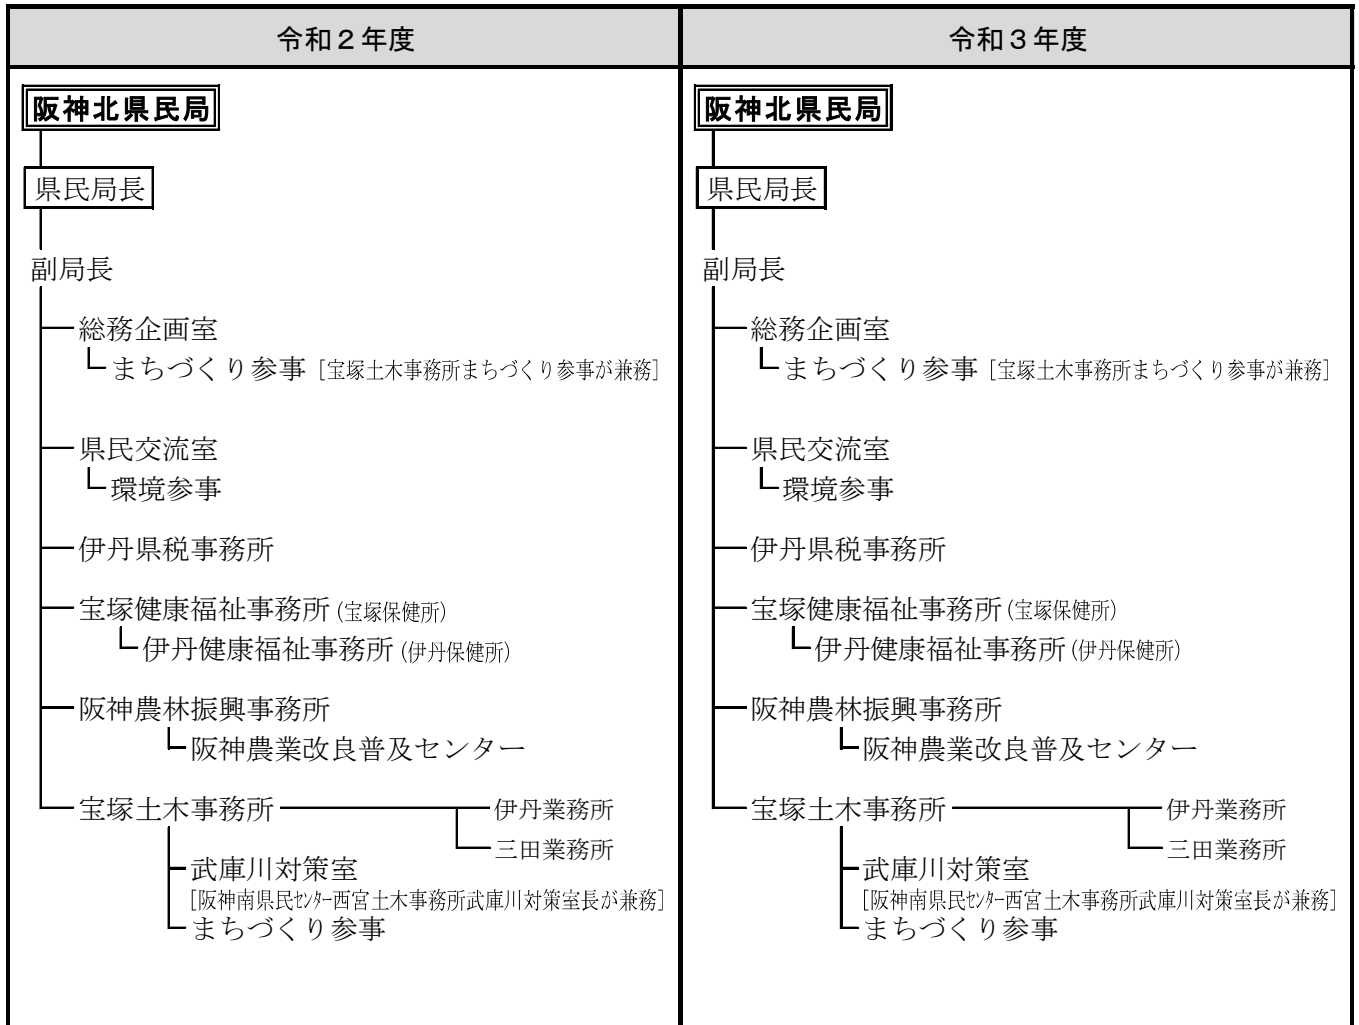 令和２年度
阪神北県民局
県民局長
副局長
総務企画室
まちづくり参事［宝塚土木事務所まちづくり参事が兼務］
県民交流室
環境参事
伊丹県税事務所
宝塚健康福祉事務所(宝塚保健所)
伊丹健康福祉事務所(伊丹保健所)
阪神農林振興事務所
阪神農業改良普及センター
宝塚土木事務所 伊丹業務所
三田業務所
武庫川対策室
［阪神南県民ｾﾝﾀｰ西宮土木事務所武庫川対策室長が兼務］
まちづくり参事
令和３年度
阪神北県民局
県民局長
副局長
総務企画室
まちづくり参事［宝塚土木事務所まちづくり参事が兼務］
県民交流室
環境参事
伊丹県税事務所
宝塚健康福祉事務所(宝塚保健所)
伊丹健康福祉事務所(伊丹保健所)
阪神農林振興事務所
阪神農業改良普及センター
宝塚土木事務所 伊丹業務所
三田業務所
武庫川対策室
［阪神南県民ｾﾝﾀｰ西宮土木事務所武庫川対策室長が兼務］
まちづくり参事